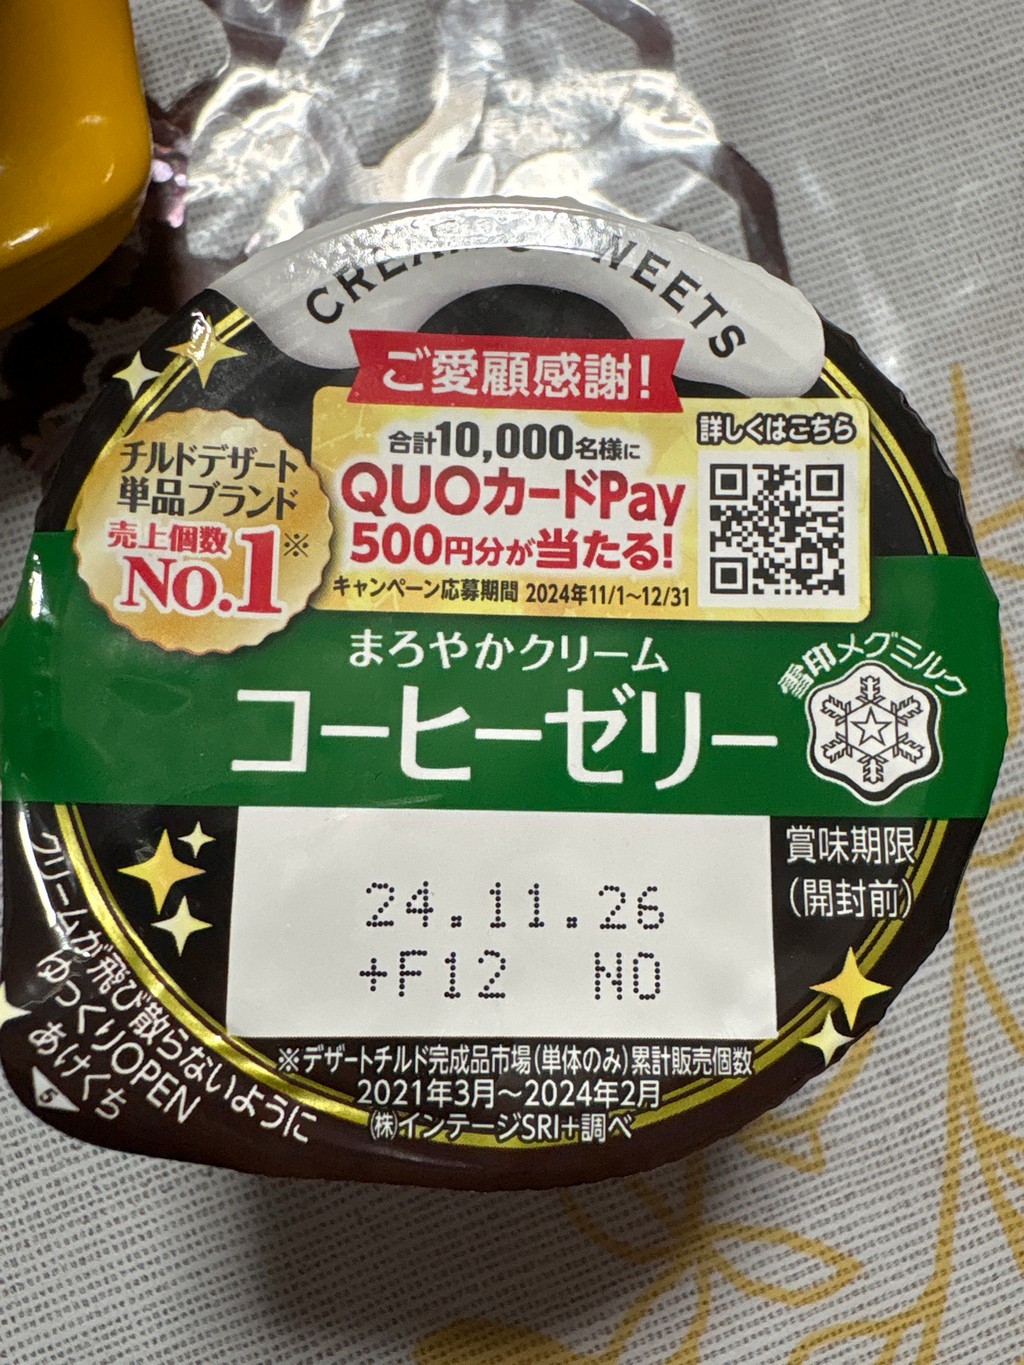 CREAM SWEETS
ご愛顧感謝!
合計10,000名様に
QUOカードPay
500円分が当たる!
キャンペーン応募期間 2024年11/1~12/31
詳しくはこちら
チルドデザート
単品ブランド
売上個数
No.1※
まろやかクリーム
コーヒーゼリー
雪印メグミルク
賞味期限
(開封前)
24.11.26
+F12 NO
※デザートチルド完成品市場(単体のみ)累計販売個数
2021年3月~2024年2月
㈱インテージSRI+調べ
クリームが飛び散らないように
ゆっくりOPEN
あけくち
5